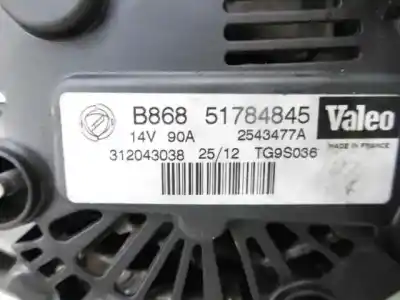 B868 51784845 Valeo
14V 90A 2543477A MADE IN FRANCE
312043038 25/12 TG9S036